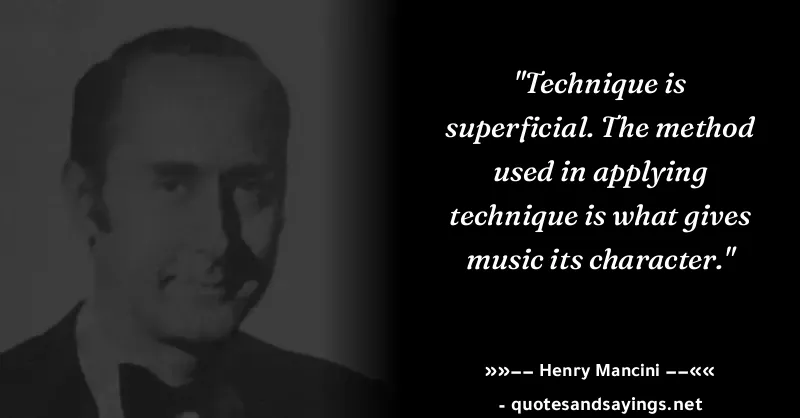 "Technique is
superficial. The method
used in applying
technique is what gives
music its character."
»»−− Henry Mancini −−««
- quotesandsayings.net